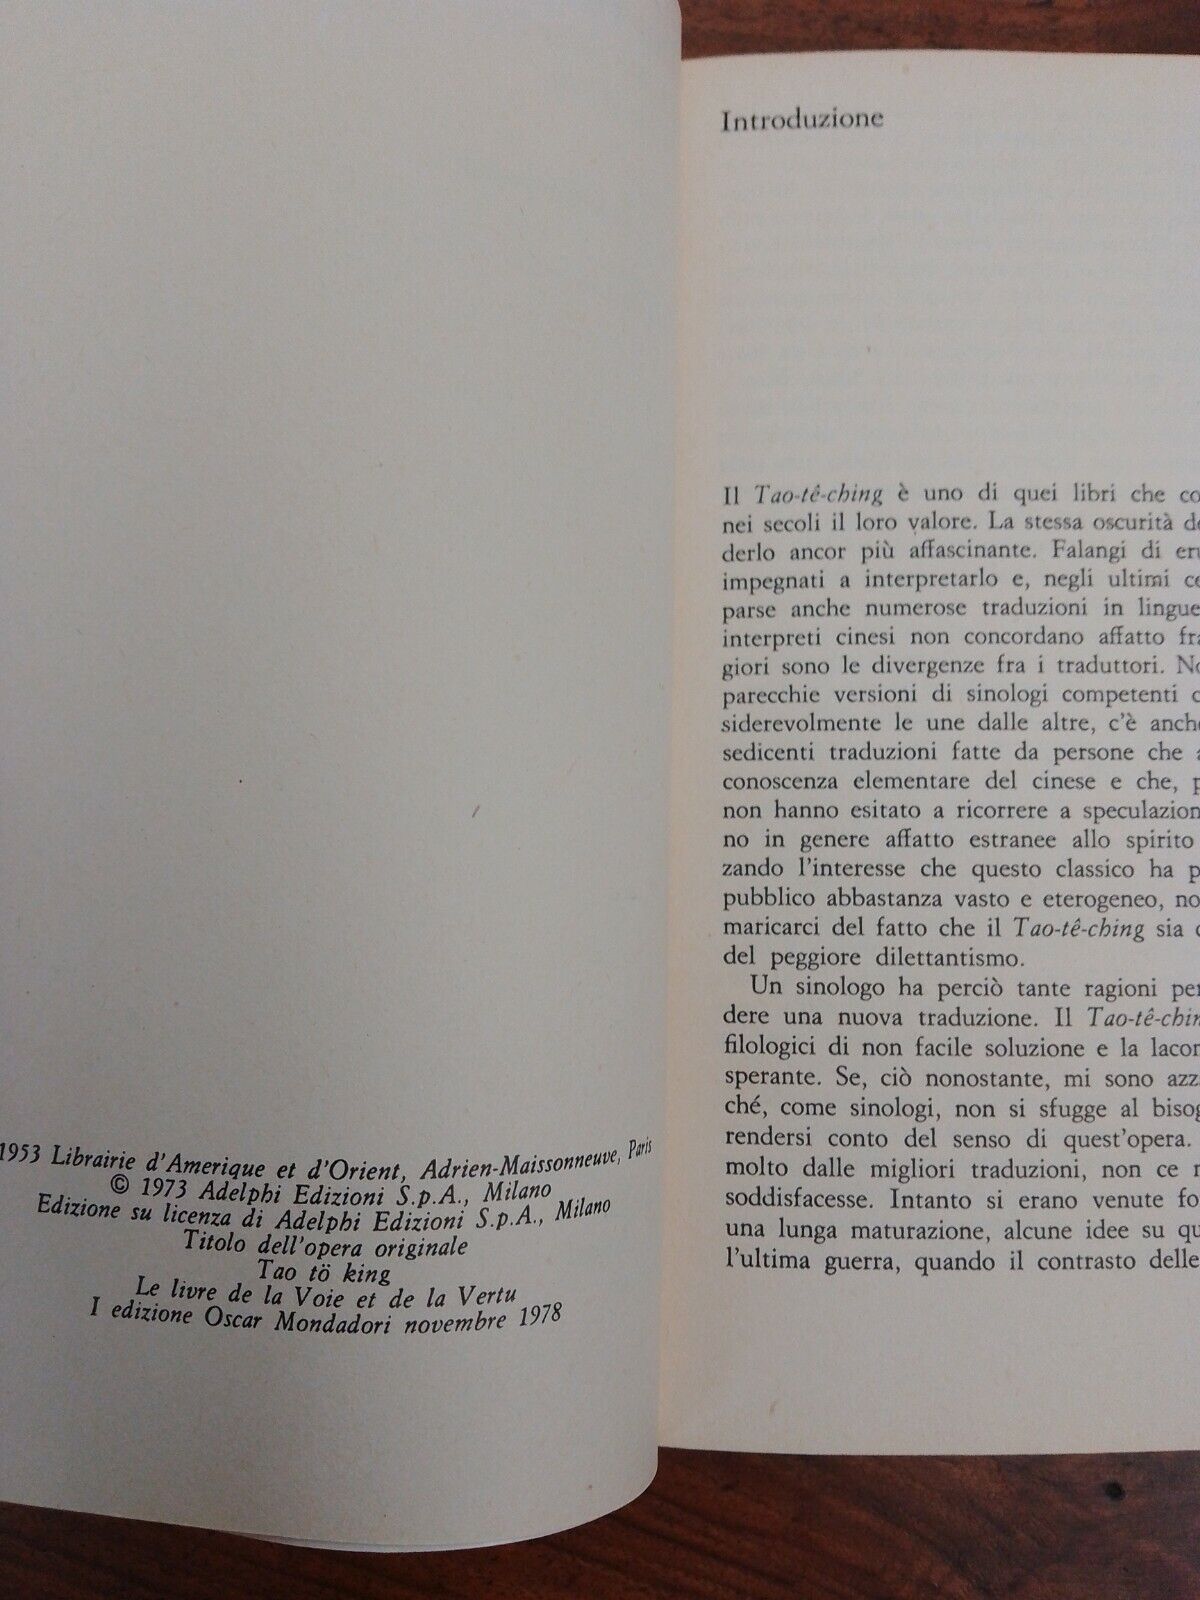 1953 Librairie d'Amerique et d'Orient, Adrien-Maissonneuve, Paris
© 1973 Adelphi Edizioni S.p.A., Milano
Edizione su licenza di Adelphi Edizioni S.p.A., Milano
Titolo dell'opera originale
Tao tö king
Le livre de la Voie et de la Vertu
I edizione Oscar Mondadori novembre 1978
Introduzione
Il Tao-tê-ching è uno di quei libri che co
nei secoli il loro valore. La stessa oscurità de
derlo ancor più affascinante. Falangi di eru
impegnati a interpretarlo e, negli ultimi ce
parse anche numerose traduzioni in lingue
interpreti cinesi non concordano affatto fra
giori sono le divergenze fra i traduttori. No
parecchie versioni di sinologi competenti c
siderevolmente le une dalle altre, c'è anche
sedicenti traduzioni fatte da persone che a
conoscenza elementare del cinese e che, p
non hanno esitato a ricorrere a speculazion
no in genere affatto estranee allo spirito
zando l'interesse che questo classico ha p
pubblico abbastanza vasto e eterogeneo, no
maricarci del fatto che il Tao-tê-ching sia
del peggiore dilettantismo.
Un sinologo ha perciò tante ragioni per
dere una nuova traduzione. Il Tao-tê-chin
filologici di non facile soluzione e la lacon
sperante. Se, ciò nonostante, mi sono azz
ché, come sinologi, non si sfugge al bisog
rendersi conto del senso di quest'opera.
molto dalle migliori traduzioni, non ce n
soddisfacesse. Intanto si erano venute fo
una lunga maturazione, alcune idee su qu
l'ultima guerra, quando il contrasto delle